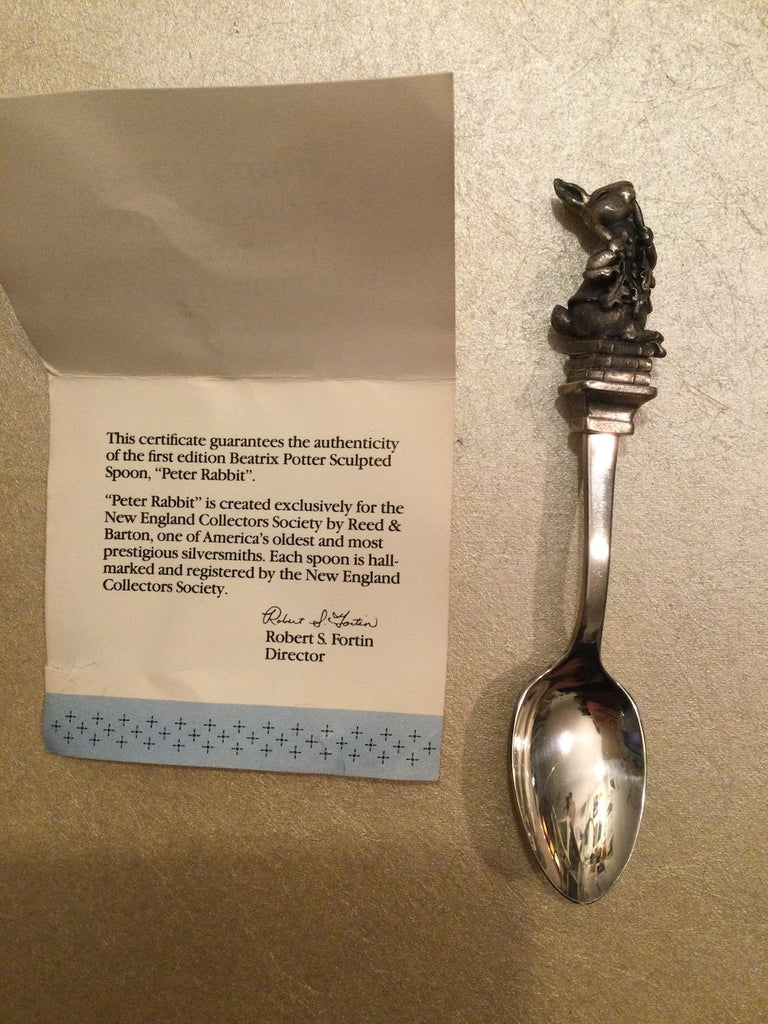 This certificate guarantees the authenticity
of the first edition Beatrix Potter Sculpted
Spoon, “Peter Rabbit”.
“Peter Rabbit” is created exclusively for the
New England Collectors Society by Reed &
Barton, one of America's oldest and most
prestigious silversmiths. Each spoon is hall-
marked and registered by the New England
Collectors Society.
Robert S. Fortin
Robert S. Fortin
Director